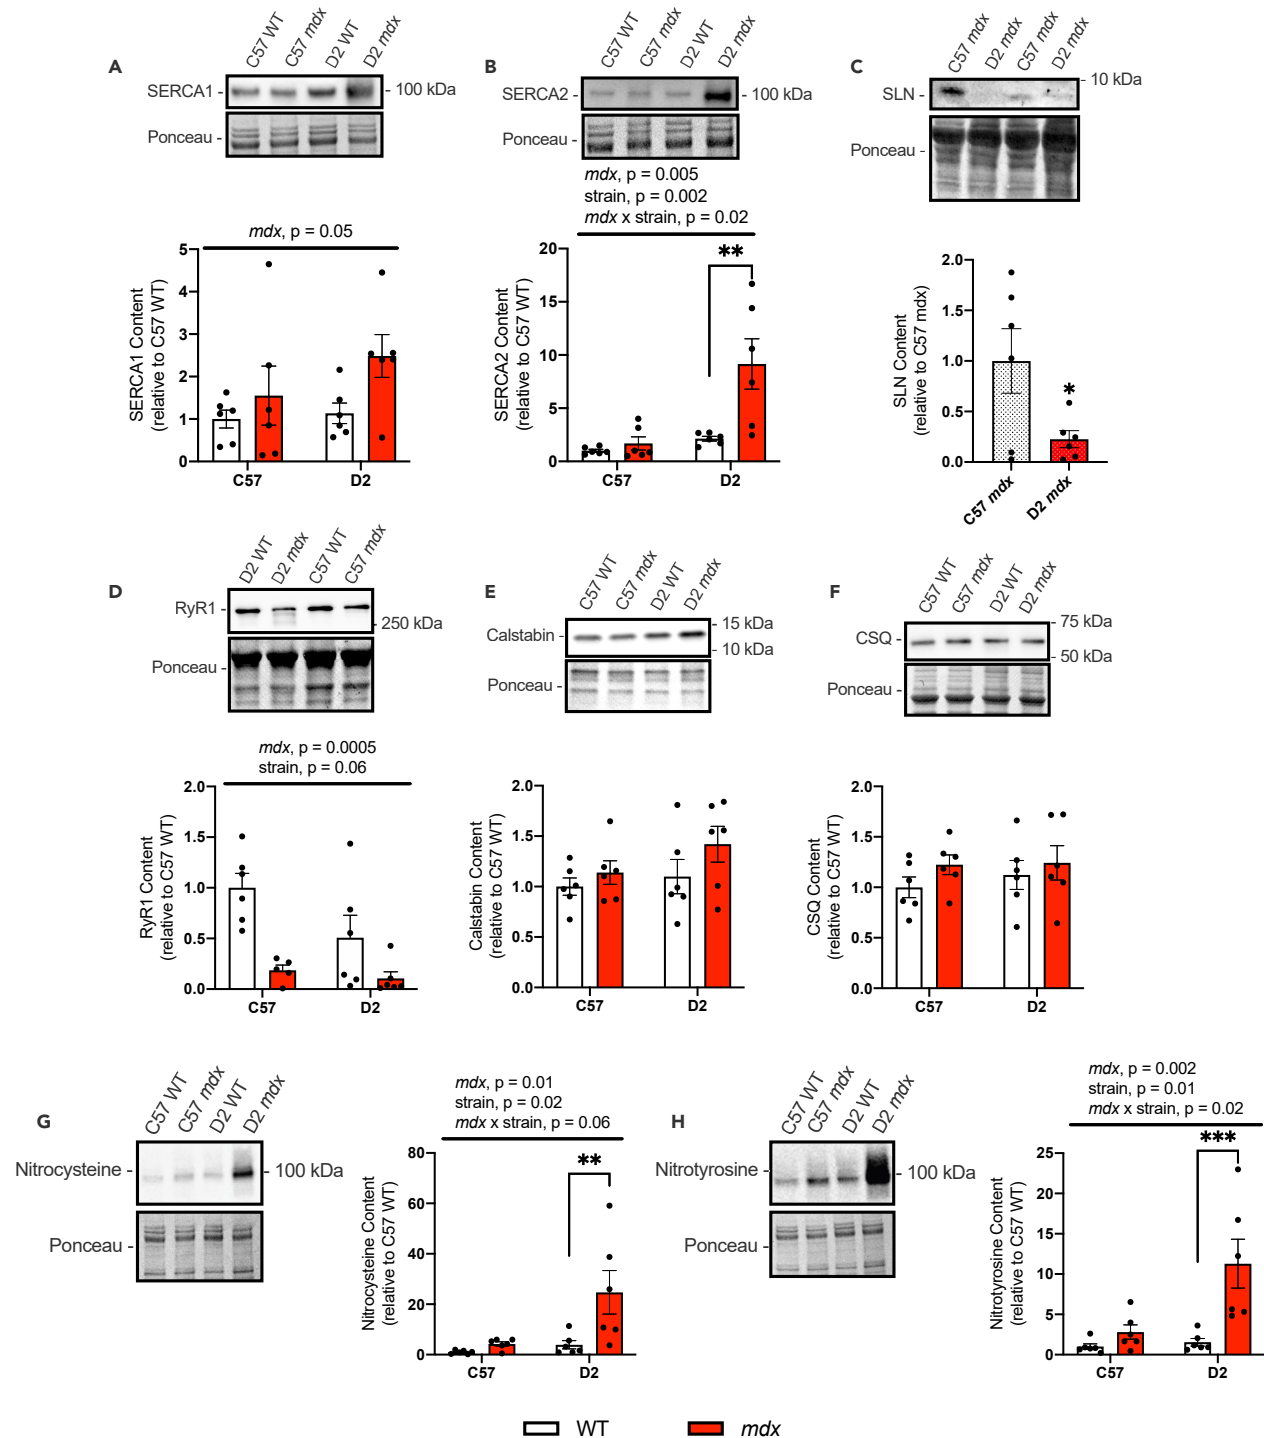 A
C57 WT
C57 mdx
D2 WT
D2 mdx
SERCA1 -
- 100 kDa
Ponceau -
mdx, p = 0.05
SERCA1 Content
(relative to C57 WT)
5
4
3
2
1
0
C57
D2
B
C57 WT
C57 mdx
D2 WT
D2 mdx
SERCA2 -
- 100 kDa
Ponceau -
mdx, p = 0.005
strain, p = 0.002
mdx x strain, p = 0.02
**
SERCA2 Content
(relative to C57 WT)
20
15
10
5
0
C57
D2
C
C57 mdx
D2 mdx
C57 mdx
D2 mdx
SLN -
- 10 kDa
Ponceau -
SLN Content
(relative to C57 mdx)
2.0
1.5
1.0
0.5
0.0
*
C57 mdx
D2 mdx
D
D2 WT
D2 mdx
C57 WT
C57 mdx
RyR1 -
- 250 kDa
Ponceau -
mdx, p = 0.0005
strain, p = 0.06
RyR1 Content
(relative to C57 WT)
2.0
1.5
1.0
0.5
0.0
C57
D2
E
C57 WT
C57 mdx
D2 WT
D2 mdx
Calstabin -
- 15 kDa
- 10 kDa
Ponceau -
Calstabin Content
(relative to C57 WT)
2.0
1.5
1.0
0.5
0.0
C57
D2
F
C57 WT
C57 mdx
D2 WT
D2 mdx
CSQ -
- 75 kDa
- 50 kDa
Ponceau -
CSQ Content
(relative to C57 WT)
2.0
1.5
1.0
0.5
0.0
C57
D2
G
C57 WT
C57 mdx
D2 WT
D2 mdx
Nitrocysteine -
- 100 kDa
Ponceau -
mdx, p = 0.01
strain, p = 0.02
mdx x strain, p = 0.06
**
Nitrocysteine Content
(relative to C57 WT)
80
60
40
20
0
C57
D2
H
C57 WT
C57 mdx
D2 WT
D2 mdx
Nitrotyrosine -
- 100 kDa
Ponceau -
mdx, p = 0.002
strain, p = 0.01
mdx x strain, p = 0.02
***
Nitrotyrosine Content
(relative to C57 WT)
25
20
15
10
5
0
C57
D2
WT
mdx